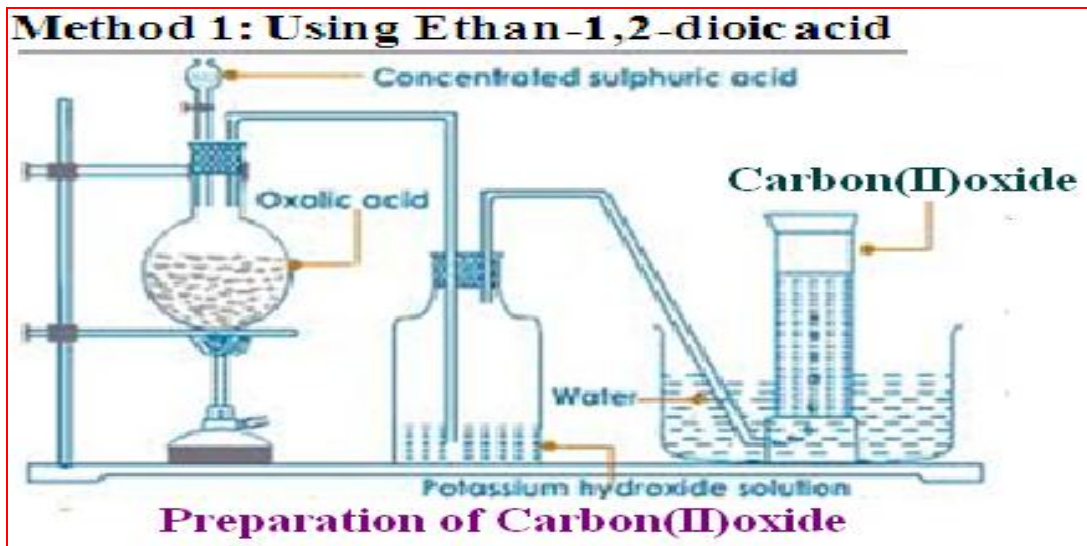 Method 1: Using Ethan-1,2-dioic acid
Concentrated sulphuric acid
Carbon(II)oxide
Oxalic acid
Water
Potassium hydroxide solution
Preparation of Carbon(II)oxide